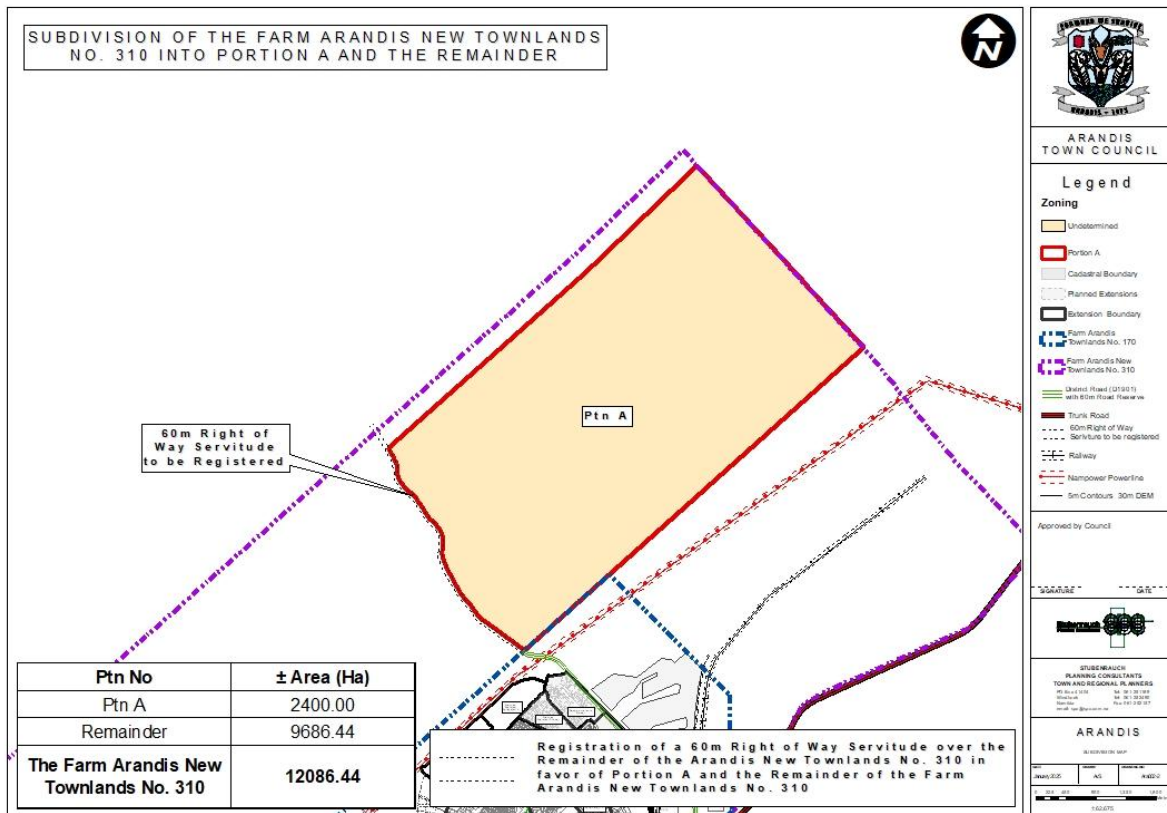 SUBDIVISION OF THE FARM ARANDIS NEW TOWNLANDS
NO. 310 INTO PORTION A AND THE REMAINDER
N
Ptn A
60m Right of
Way Servitude
to be Registered
Ptn No ± Area (Ha)
Ptn A 2400.00
Remainder 9686.44
The Farm Arandis New
Townlands No. 310
12086.44
Registration of a 60m Right of Way Servitude over the
Remainder of the Arandis New Townlands No. 310 in
favor of Portion A and the Remainder of the Farm
Arandis New Townlands No. 310
ARANDIS
TOWN COUNCIL
Legend
Zoning
Undetermined
Portion A
Cadastral Boundary
Planned Extensions
Extension Boundary
Farm Arandis
Townlands No. 170
Farm Arandis New
Townlands No. 310
District Road (D1901)
with 60m Road Reserve
Trunk Road
60m Right of Way
to be registered
Railway
Nampower Powerline
5m Contours 30m DEM
Approved by Council
SIGNATURE DATE
STUBENRAUCH
PLANNING CONSULTANTS
TOWN AND REGIONAL PLANNERS
ARANDIS
SUBDIVISION MAP
January 2025